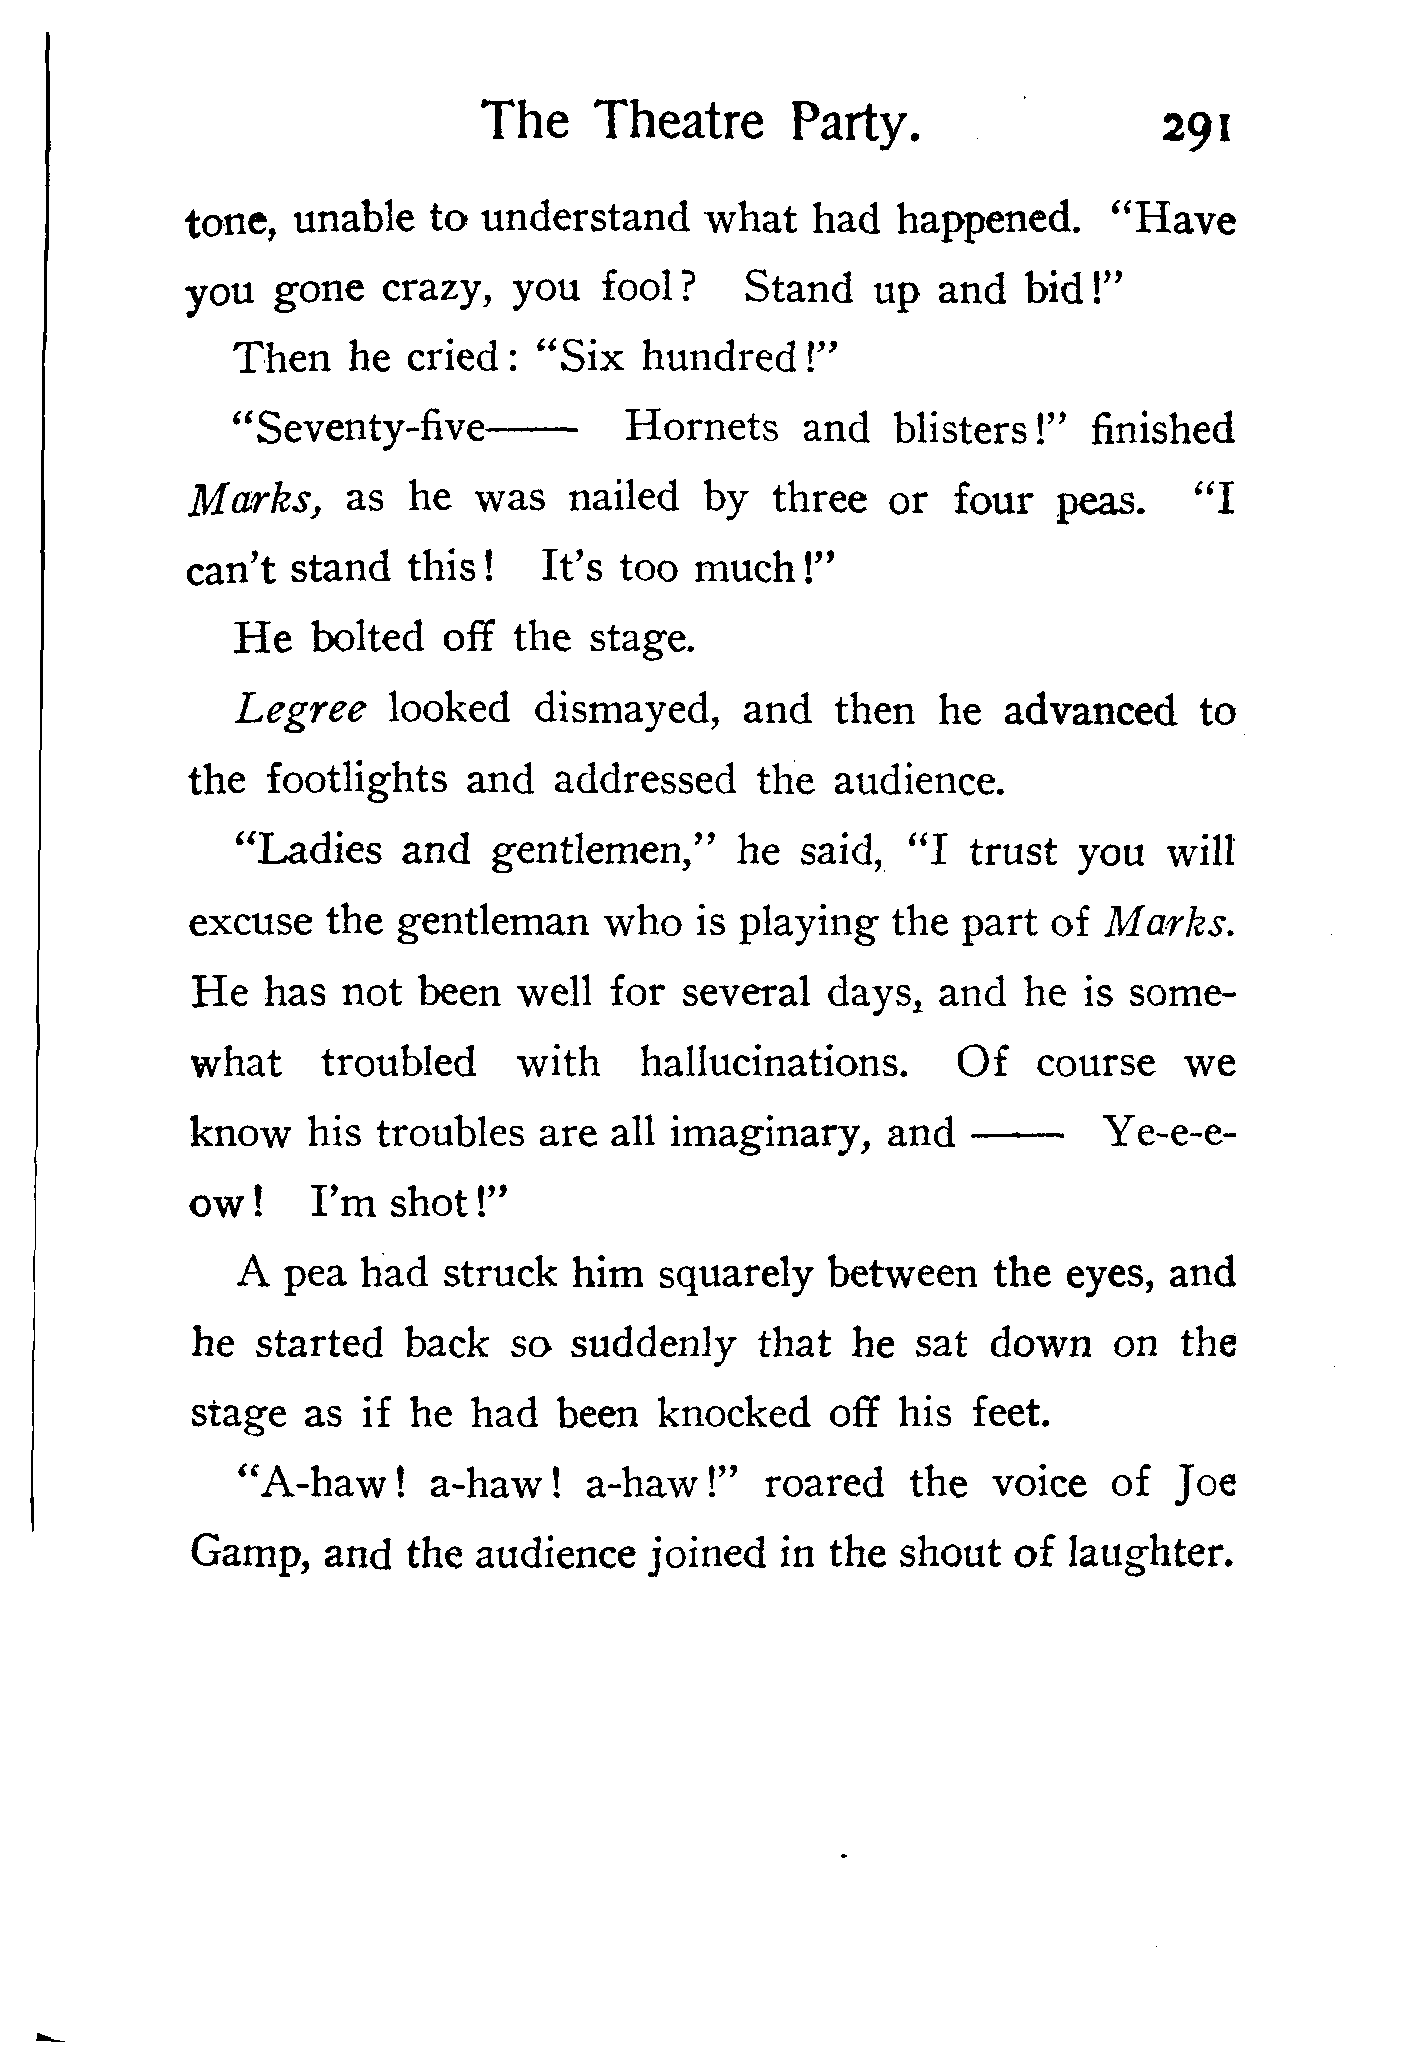 The Theatre Party. 291
tone, unable to understand what had happened. "Have
you gone crazy, you fool? Stand up and bid!"
Then he cried: "Six hundred!"
"Seventy-five—— Hornets and blisters!" finished
Marks, as he was nailed by three or four peas. "I
can't stand this! It's too much!"
He bolted off the stage.
Legree looked dismayed, and then he advanced to
the footlights and addressed the audience.
"Ladies and gentlemen," he said, "I trust you will
excuse the gentleman who is playing the part of Marks.
He has not been well for several days, and he is some-
what troubled with hallucinations. Of course we
know his troubles are all imaginary, and —— Ye-e-e-
ow! I'm shot!"
A pea had struck him squarely between the eyes, and
he started back so suddenly that he sat down on the
stage as if he had been knocked off his feet.
"A-haw! a-haw! a-haw!" roared the voice of Joe
Gamp, and the audience joined in the shout of laughter.